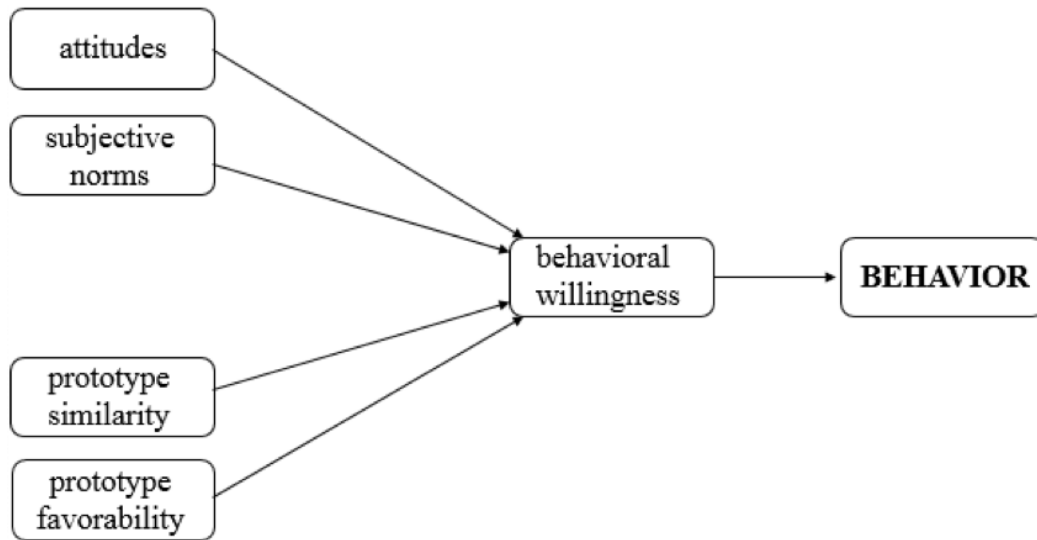 attitudes
subjective
norms
behavioral
willingness
BEHAVIOR
prototype
similarity
prototype
favorability